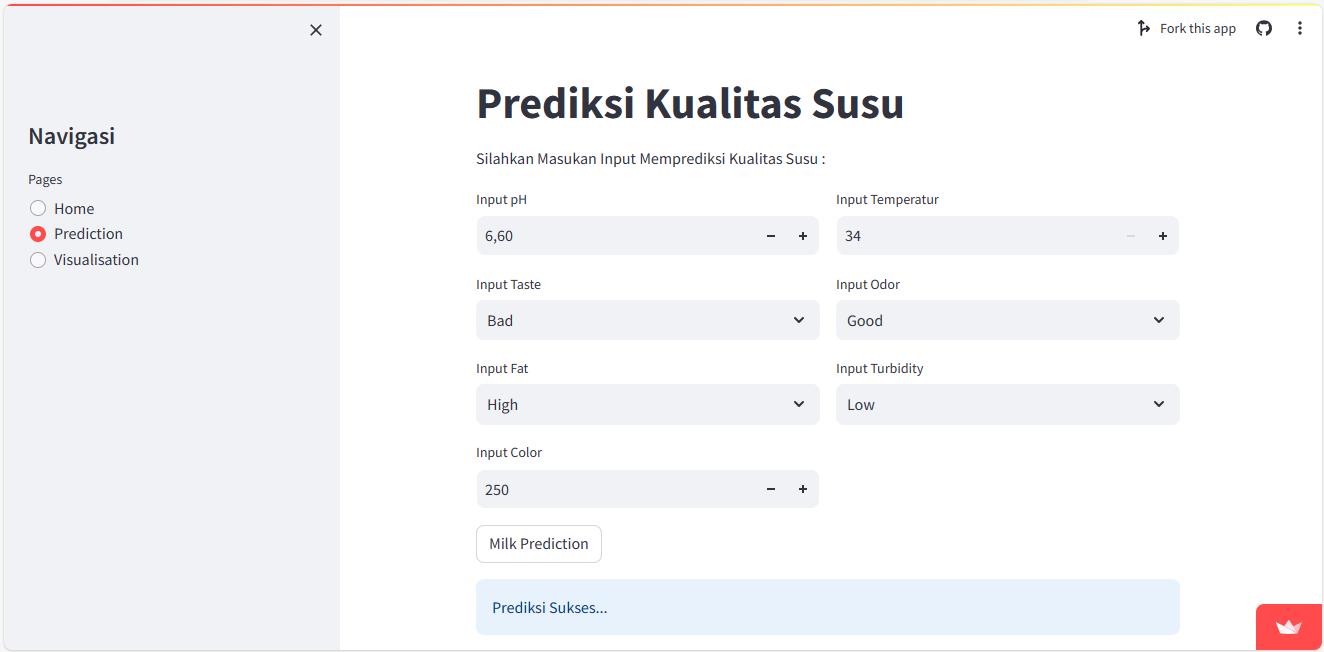 Fork this app
Navigasi
Pages
Home
Prediction
Visualisation
Prediksi Kualitas Susu
Silahkan Masukan Input Memprediksi Kualitas Susu :
Input pH
Input Temperatur
6,60
34
Input Taste
Input Odor
Bad
Good
Input Fat
Input Turbidity
High
Low
Input Color
250
Milk Prediction
Prediksi Sukses...